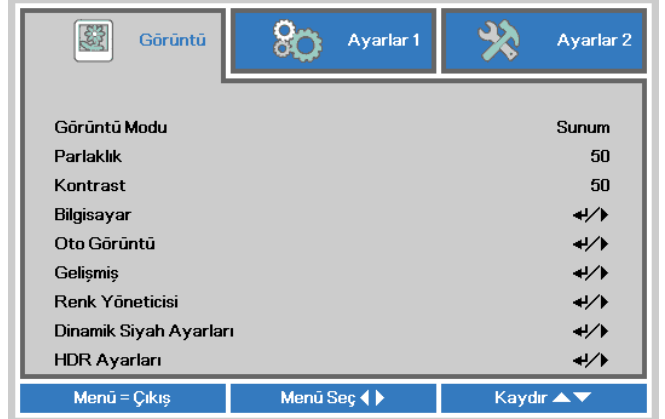 Görüntü Ayarlar 1 Ayarlar 2
Görüntü Modu Sunum
Parlaklık 50
Kontrast 50
Bilgisayar ↵/▶
Oto Görüntü ↵/▶
Gelişmiş ↵/▶
Renk Yöneticisi ↵/▶
Dinamik Siyah Ayarları ↵/▶
HDR Ayarları ↵/▶
Menü = Çıkış Menü Seç ◀▶ Kaydır ▲▼